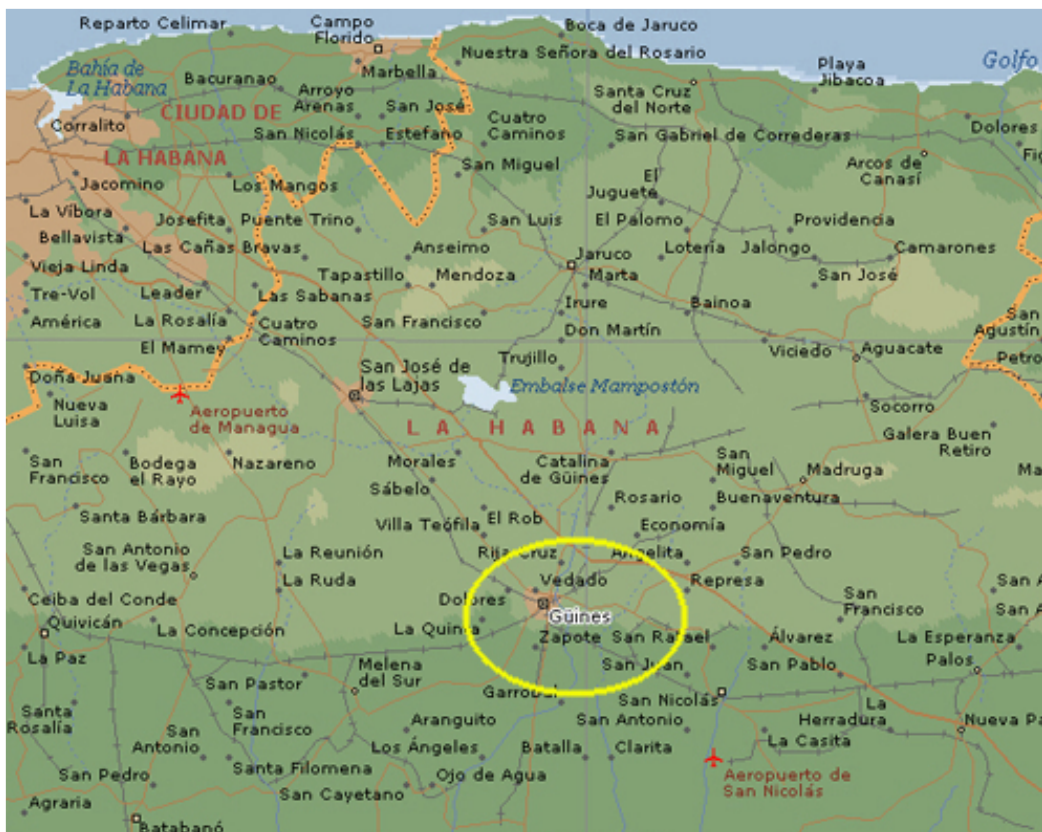 Reparto Celimar
Campo
Florido
Boca de Jaruco
Nuestra Señora del Rosario
Bahía de
La Habana
Bacuranao
Marbella
Playa
Jibacoa
Golfo
Arroyo
Arenas
San José
Santa Cruz
del Norte
Corralito
CIUDAD DE
LA HABANA
San Nicolás
Estefano
Cuatro
Caminos
San Gabriel de Correderas
Dolores
Jacomino
Los Mangos
San Miguel
El
Juguete
Arcos de
Canasí
La Víbora
Josefita
Puente Trino
San Luis
El Palomo
Providencia
Bellavista
Las Cañas Bravas
Anseimo
Jaruco
Lotería
Jalongo
Camarones
Vieja Linda
Tapastillo
Mendoza
Marta
San José
Tre-Vol
Leader
Las Sabanas
Irure
Bainoa
San
Agustín
América
La Rosalía
Cuatro
Caminos
San Francisco
Don Martín
El Mamey
Trujillo
Viciedo
Aguacate
Petro
Doña Juana
San José de
las Lajas
Embalse Mampostón
Nueva
Luisa
Aeropuerto
de Managua
LA HABANA
Socorro
Galera Buen
Retiro
San
Francisco
Bodega
el Rayo
Nazareno
Morales
Catalina
de Güines
San
Miguel
Madruga
Ma
Sábelo
Rosario
Buenaventura
Santa Bárbara
Villa Teófila
El Rob
Economía
San Antonio
de las Vegas
La Reunión
Rija Cruz
Angelita
San Pedro
La Ruda
Vedado
Represa
San A
Ceiba del Conde
Dolores
Güines
San
Francisco
San A
Quivicán
La Concepción
Zapote
San Rafael
Álvarez
La Esperanza
La Paz
Melena
del Sur
San Juan
San Pablo
Palos
San Pastor
San Nicolás
Santa
Rosalía
San
Francisco
Aranguito
San Antonio
La
Herradura
Nueva Pa
San
Antonio
Los Ángeles
Batalla
Clarita
La Casita
San Pedro
Santa Filomena
Ojo de Agua
Aeropuerto de
San Nicolás
San Cayetano
Agraria
Batabanó